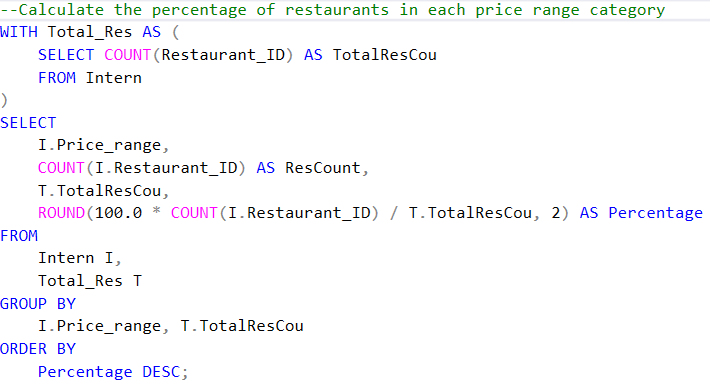 --Calculate the percentage of restaurants in each price range category
WITH Total_Res AS (
    SELECT COUNT(Restaurant_ID) AS TotalResCou
    FROM Intern
)
SELECT
    I.Price_range,
    COUNT(I.Restaurant_ID) AS ResCount,
    T.TotalResCou,
    ROUND(100.0 * COUNT(I.Restaurant_ID) / T.TotalResCou, 2) AS Percentage
FROM
    Intern I,
    Total_Res T
GROUP BY
    I.Price_range, T.TotalResCou
ORDER BY
    Percentage DESC;